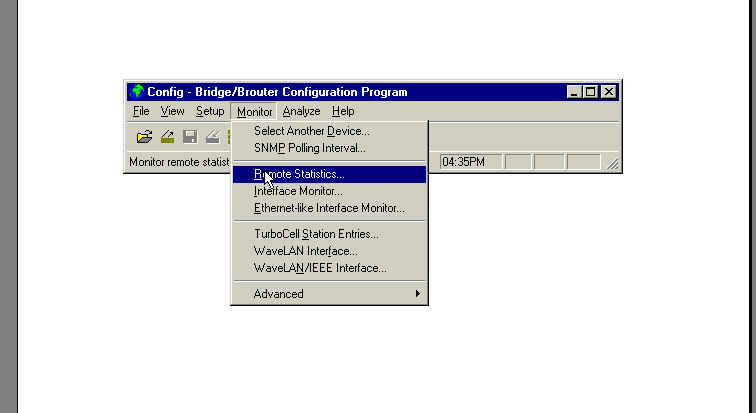 Config - Bridge/Brouter Configuration Program
File View Setup Monitor Analyze Help
Select Another Device...
SNMP Polling Interval...
Monitor remote statist
04:35PM
Remote Statistics...
Interface Monitor...
Ethernet-like Interface Monitor...
TurboCell Station Entries...
WaveLAN Interface...
WaveLAN/IEEE Interface...
Advanced